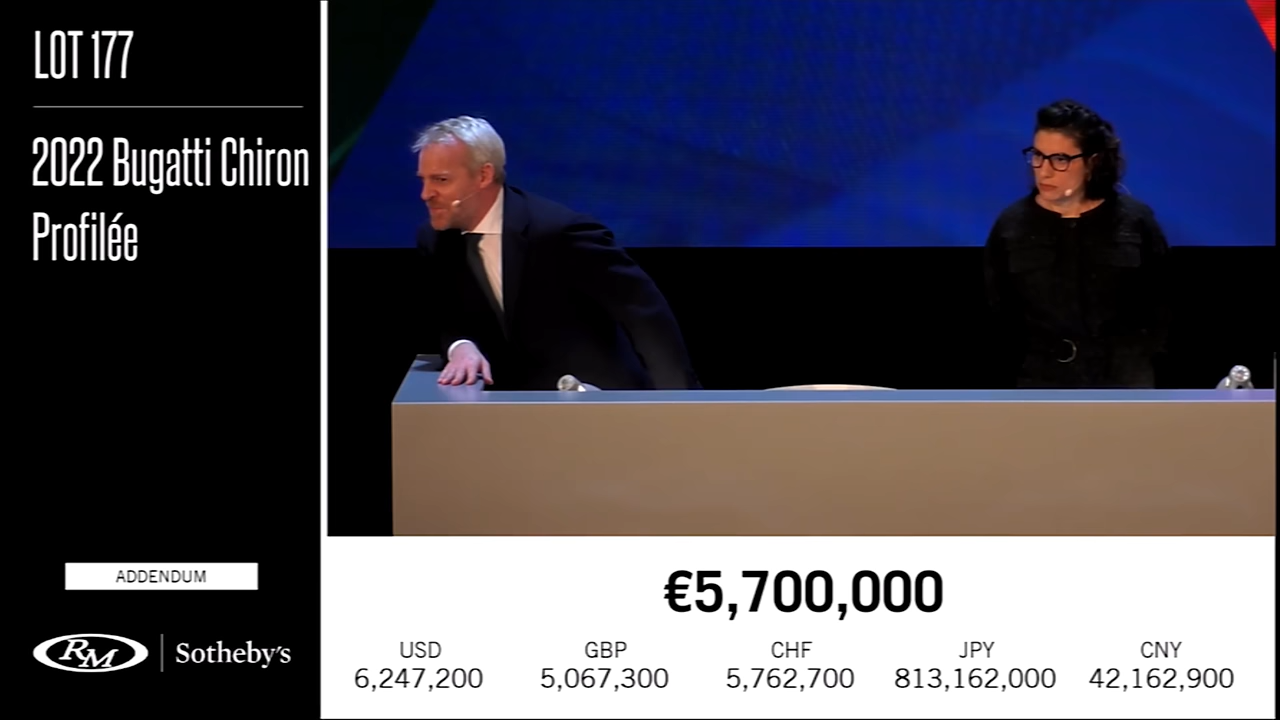 LOT 177
2022 Bugatti Chiron
Profilée
ADDENDUM
RM Sotheby's
€5,700,000
USD GBP CHF JPY CNY
6,247,200 5,067,300 5,762,700 813,162,000 42,162,900